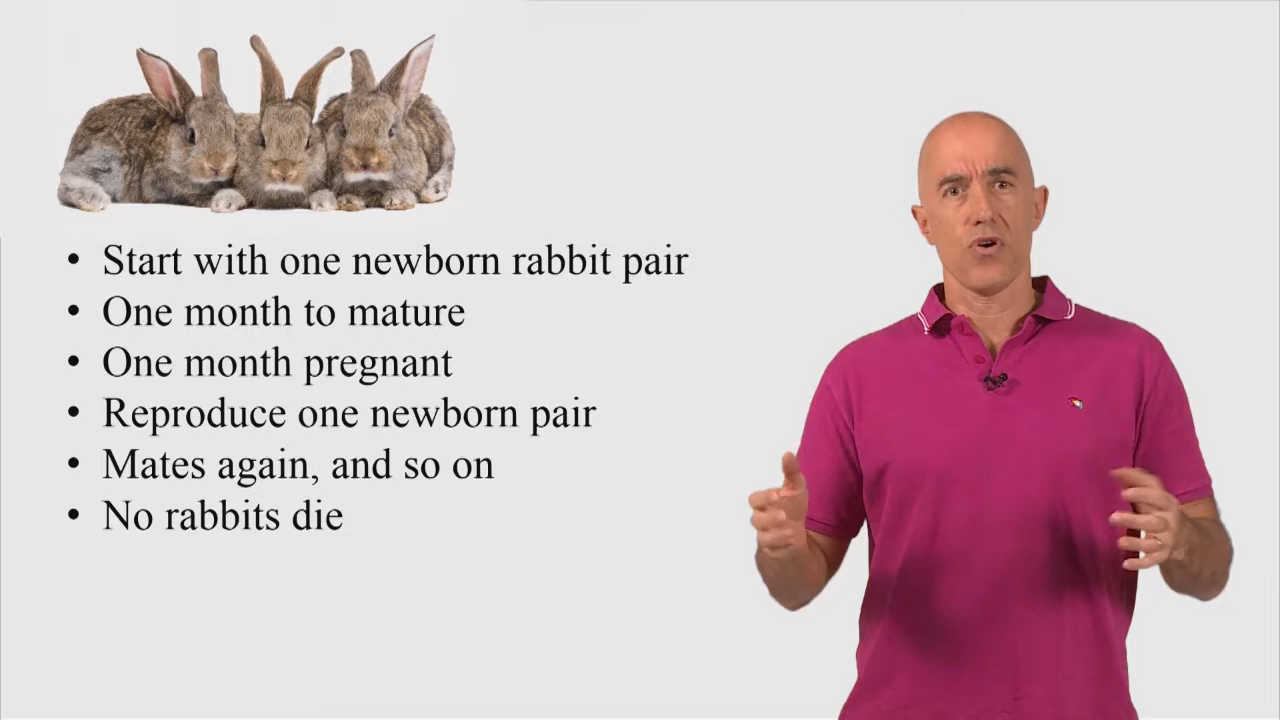 • Start with one newborn rabbit pair
• One month to mature
• One month pregnant
• Reproduce one newborn pair
• Mates again, and so on
• No rabbits die